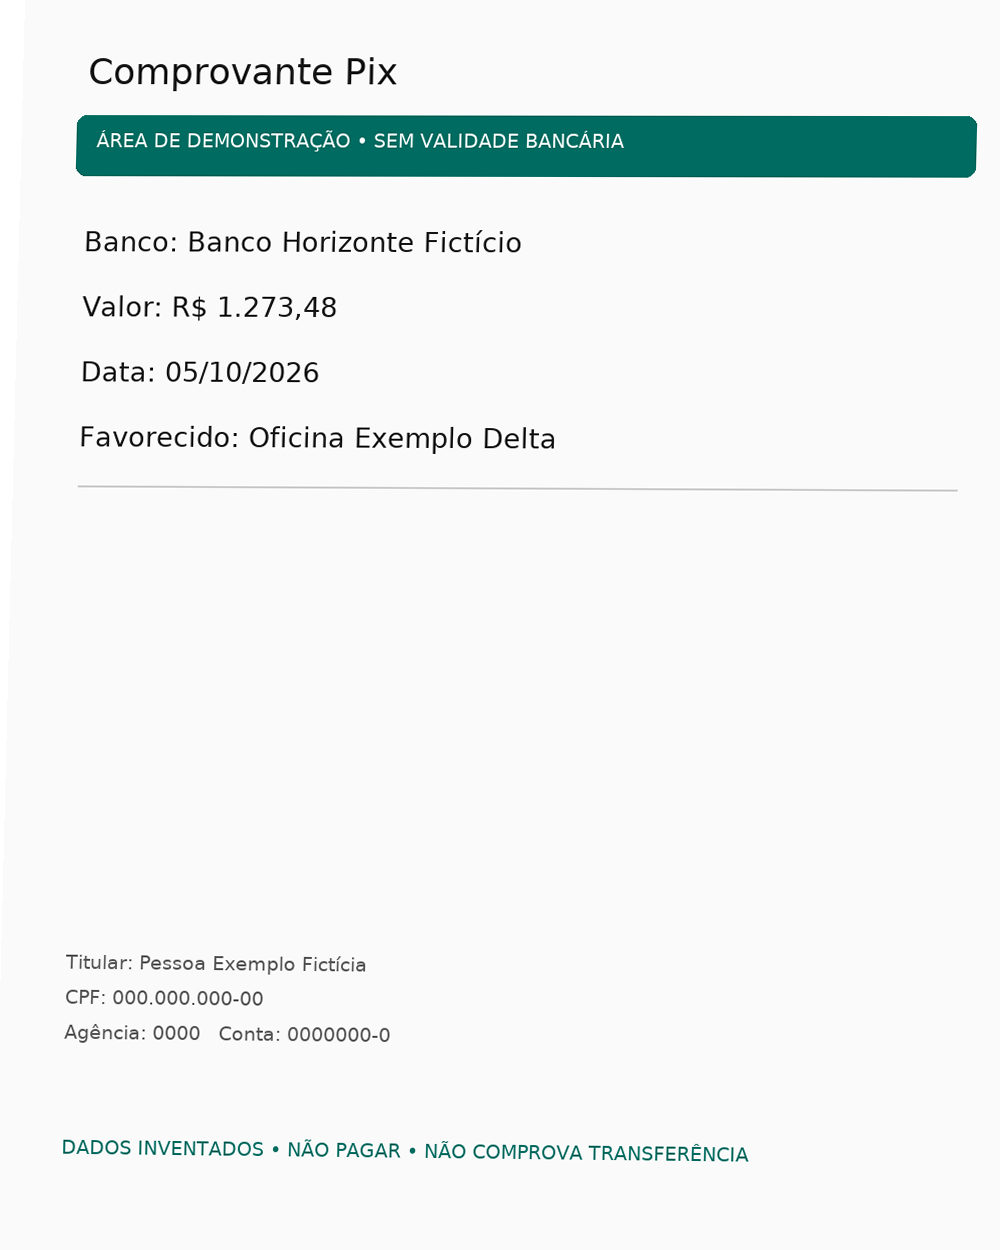 Comprovante Pix
ÁREA DE DEMONSTRAÇÃO • SEM VALIDADE BANCÁRIA
Banco: Banco Horizonte Fictício
Valor: R$ 1.273,48
Data: 05/10/2026
Favorecido: Oficina Exemplo Delta
Titular: Pessoa Exemplo Fictícia
CPF: 000.000.000-00
Agência: 0000   Conta: 0000000-0
DADOS INVENTADOS • NÃO PAGAR • NÃO COMPROVA TRANSFERÊNCIA